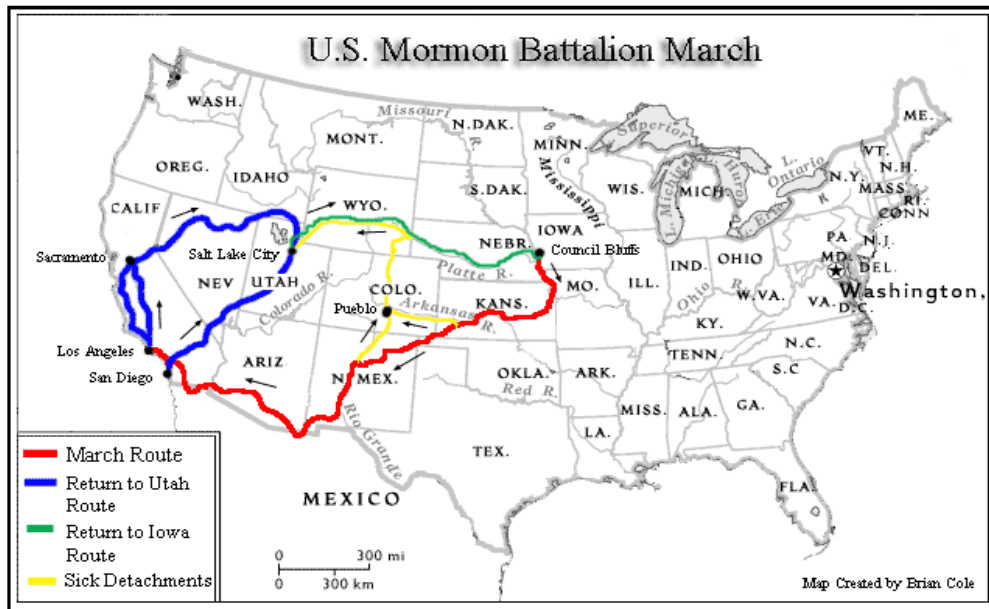 U.S. Mormon Battalion March
WASH.
MONT.
N.DAK.
MINN.
ME.
Missouri
Superior
OREG.
IDAHO
S.DAK.
WIS.
Mississippi
L. Michigan
MICH
Huron
L. Ontario
L. Erie
VT.
N.H.
N.Y.
MASS.
RI.
CONN
CALIF
WYO.
IOWA
NEBR.
Council Bluffs
Sacramento
Salt Lake City
NEV
UTAH
Platte R.
Colorado R.
COLO.
Pueblo
Arkansas R.
KANS.
MO.
ILL.
IND.
OHIO
Ohio R.
PA
N.J.
MD.
DEL.
W.VA.
VA.
Washington,
D.C.
KY.
Los Angeles
San Diego
ARIZ
N. MEX.
OKLA.
Red R.
ARK.
TENN.
N.C.
S.C
MISS.
ALA.
GA.
LA.
Rio Grande
TEX.
FLA.
MEXICO
March Route
Return to Utah
Route
Return to Iowa
Route
Sick Detachments
0 300 mi
0 300 km
Map Created by Brian Cole